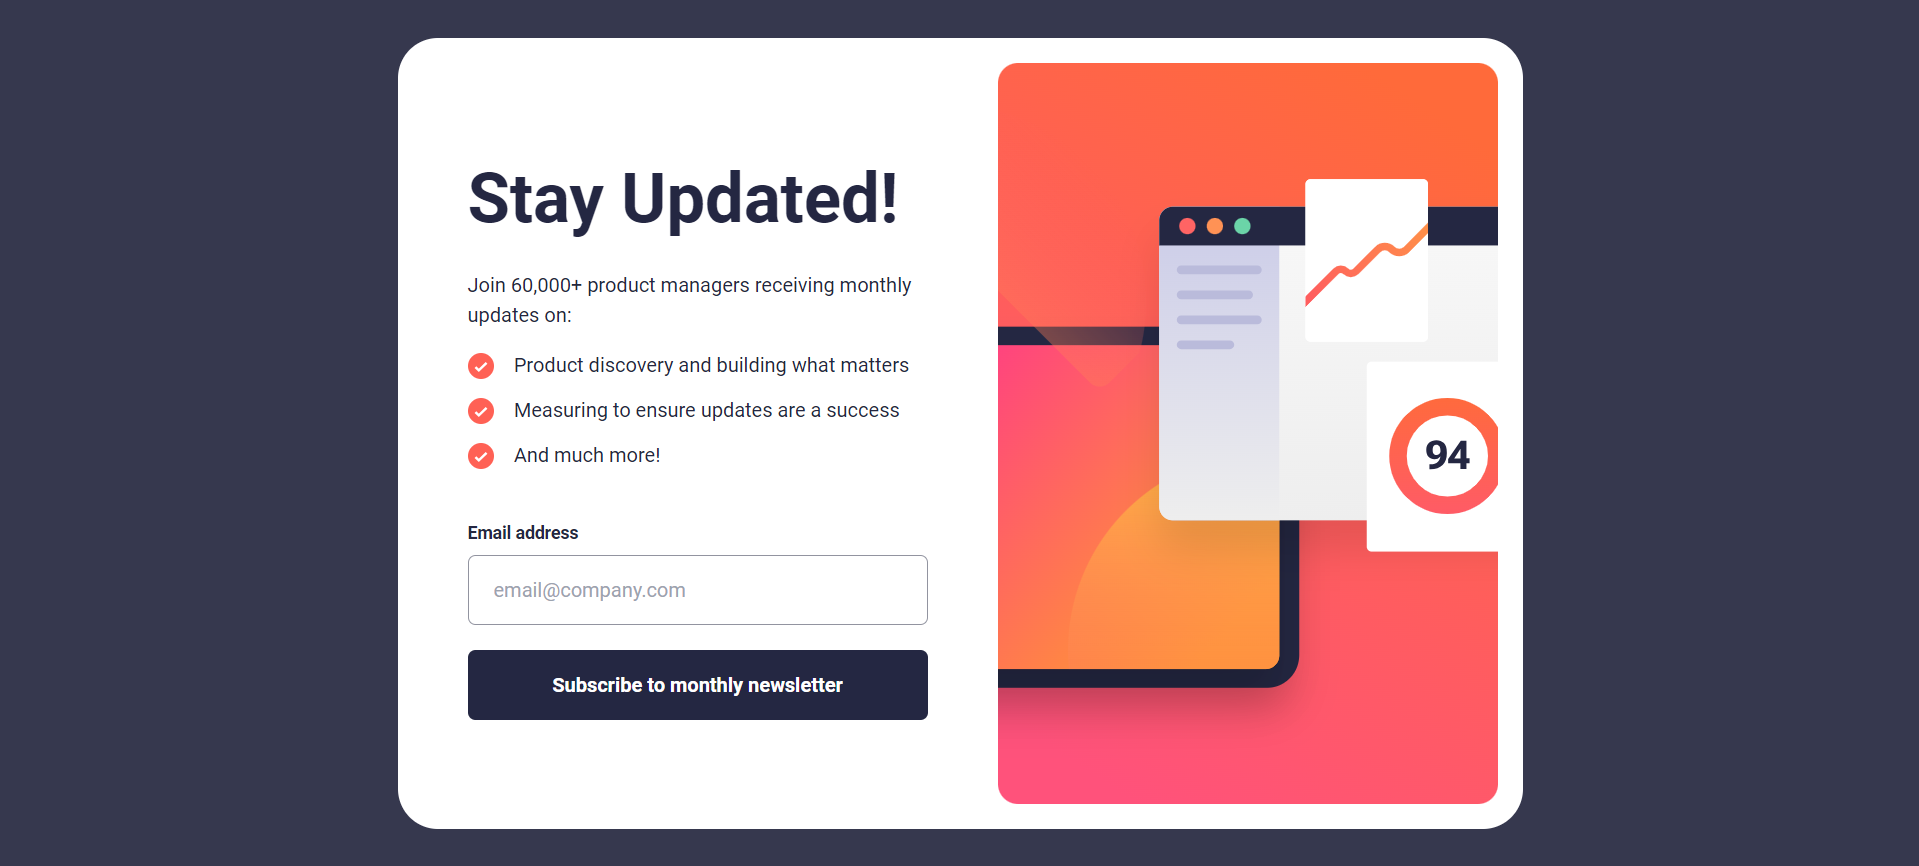 Stay Updated!
Join 60,000+ product managers receiving monthly
updates on:
Product discovery and building what matters
Measuring to ensure updates are a success
And much more!
Email address
email@company.com
Subscribe to monthly newsletter
94